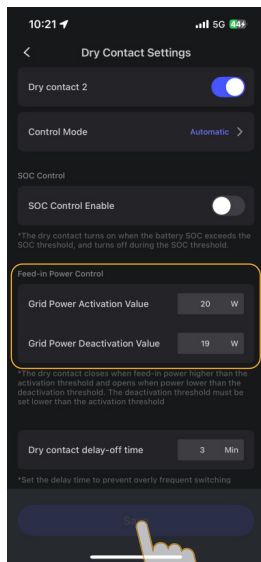 10:21 5G 44
Dry Contact Settings
Dry contact 2
Control Mode Automatic
SOC Control
SOC Control Enable
*The dry contact turns on when the battery SOC exceeds the
SOC threshold, and turns off during the SOC threshold.
Feed-in Power Control
Grid Power Activation Value 20 W
Grid Power Deactivation Value 19 W
*The dry contact closes when feed-in power higher than the
activation threshold and opens when power lower than the
deactivation threshold. The deactivation threshold must be
set lower than the activation threshold
Dry contact delay-off time 3 Min
*Set the delay time to prevent overly frequent switching